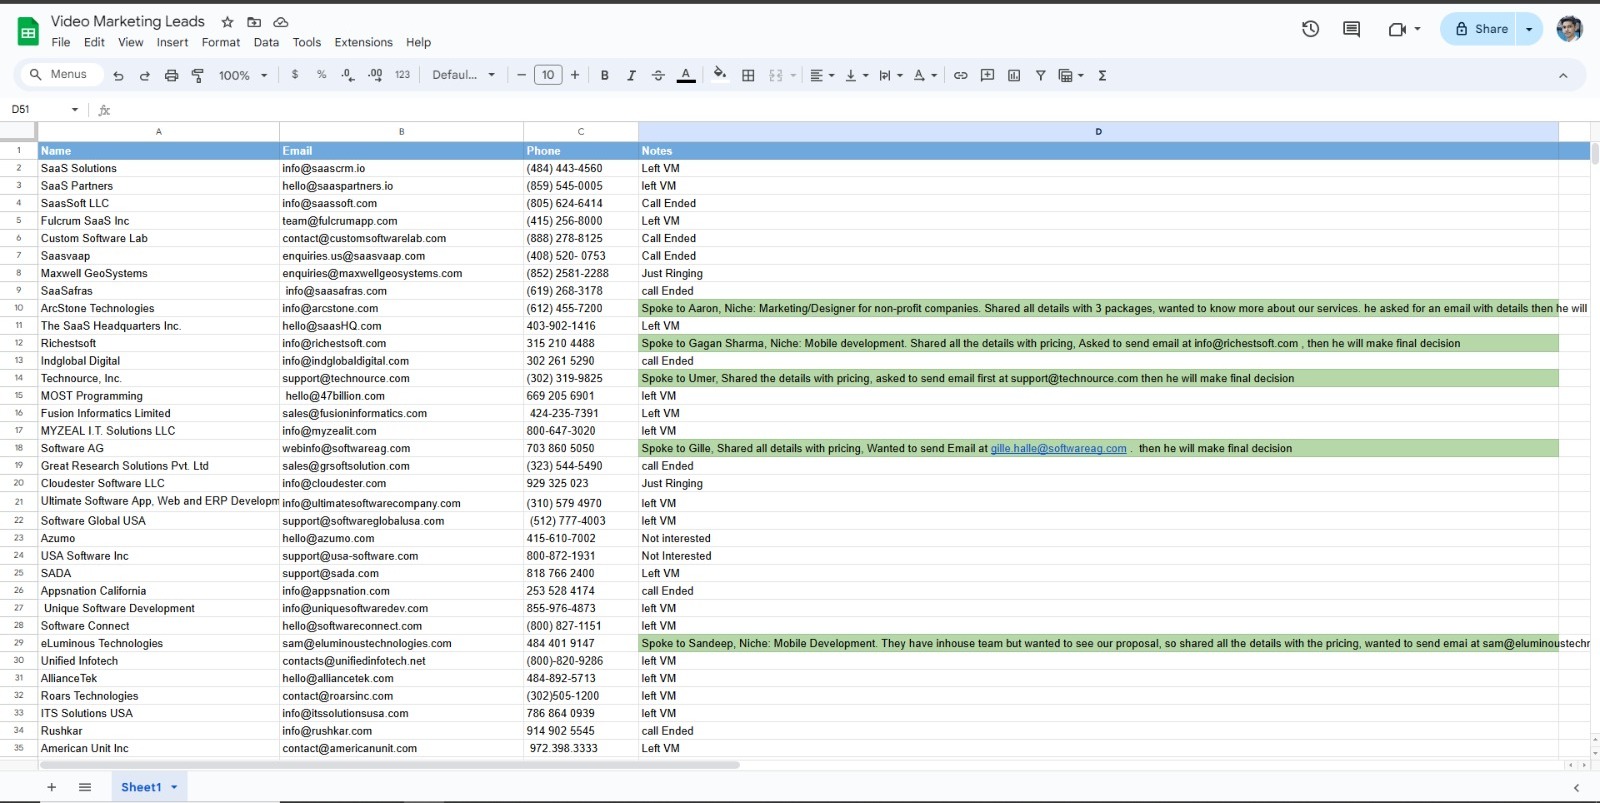 Video Marketing Leads
File Edit View Insert Format Data Tools Extensions Help
Share
Menus 100% $ % .0 .00 123 Defaul... 10 B I S A
D51 fx
A B C D
1 Name Email Phone Notes
2 SaaS Solutions info@saascrm.io (484) 443-4560 Left VM
3 SaaS Partners hello@saaspartners.io (859) 545-0005 left VM
4 SaasSoft LLC info@saassoft.com (805) 624-6414 Call Ended
5 Fulcrum SaaS Inc team@fulcrumapp.com (415) 256-8000 Left VM
6 Custom Software Lab contact@customsoftwarelab.com (888) 278-8125 Call Ended
7 Saasvaap enquiries.us@saasvaap.com (408) 520- 0753 Call Ended
8 Maxwell GeoSystems enquiries@maxwellgeosystems.com (852) 2581-2288 Just Ringing
9 SaaSafras info@saasafras.com (619) 268-3178 call Ended
10 ArcStone Technologies info@arcstone.com (612) 455-7200 Spoke to Aaron, Niche: Marketing/Designer for non-profit companies. Shared all details with 3 packages, wanted to know more about our services. he asked for an email with details then he will
11 The SaaS Headquarters Inc. hello@saasHQ.com 403-902-1416 Left VM
12 Richestsoft info@richestsoft.com 315 210 4488 Spoke to Gagan Sharma, Niche: Mobile development. Shared all the details with pricing, Asked to send email at info@richestsoft.com , then he will make final decision
13 Indglobal Digital info@indglobaldigital.com 302 261 5290 call Ended
14 Technource, Inc. support@technource.com (302) 319-9825 Spoke to Umer, Shared the details with pricing, asked to send email first at support@technource.com then he will make final decision
15 MOST Programming hello@47billion.com 669 205 6901 left VM
16 Fusion Informatics Limited sales@fusioninformatics.com 424-235-7391 Left VM
17 MYZEAL I.T. Solutions LLC info@myzealit.com 800-647-3020 left VM
18 Software AG webinfo@softwareag.com 703 860 5050 Spoke to Gille, Shared all details with pricing, Wanted to send Email at gille.halle@softwareag.com . then he will make final decision
19 Great Research Solutions Pvt. Ltd sales@grsoftsolution.com (323) 544-5490 call Ended
20 Cloudester Software LLC info@cloudester.com 929 325 023 Just Ringing
21 Ultimate Software App, Web and ERP Developm info@ultimatesoftwarecompany.com (310) 579 4970 left VM
22 Software Global USA support@softwareglobalusa.com (512) 777-4003 left VM
23 Azumo hello@azumo.com 415-610-7002 Not interested
24 USA Software Inc support@usa-software.com 800-872-1931 Not Interested
25 SADA support@sada.com 818 766 2400 Left VM
26 Appsnation California info@appsnation.com 253 528 4174 call Ended
27 Unique Software Development info@uniquesoftwaredev.com 855-976-4873 left VM
28 Software Connect hello@softwareconnect.com (800) 827-1151 left VM
29 eLuminous Technologies sam@eluminoustechnologies.com 484 401 9147 Spoke to Sandeep, Niche: Mobile Development. They have inhouse team but wanted to see our proposal, so shared all the details with the pricing, wanted to send emai at sam@eluminoustechr
30 Unified Infotech contacts@unifiedinfotech.net (800)-820-9286 left VM
31 AllianceTek hello@alliancetek.com 484-892-5713 left VM
32 Roars Technologies contact@roarsinc.com (302)505-1200 left VM
33 ITS Solutions USA info@itssolutionsusa.com 786 864 0939 left VM
34 Rushkar info@rushkar.com 914 902 5545 call Ended
35 American Unit Inc contact@americanunit.com 972.398.3333 Left VM
Sheet1